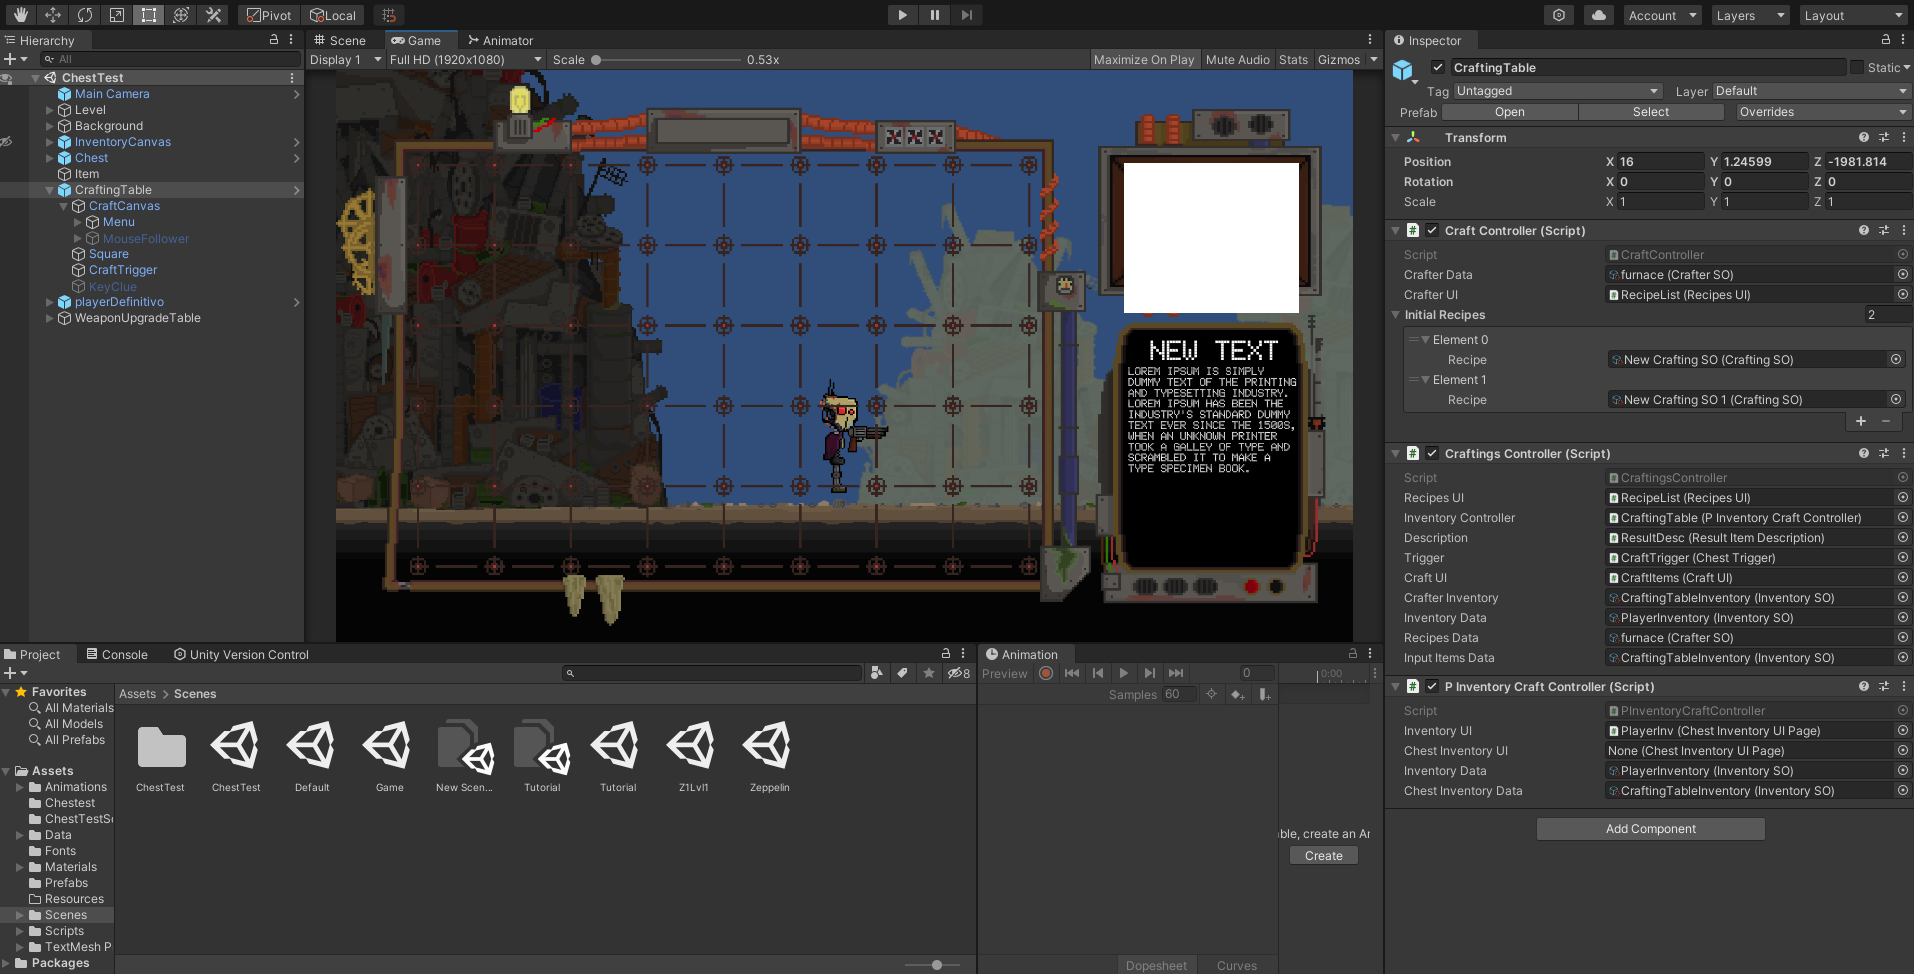 Pivot
Local
Account
Layers
Layout
Hierarchy
Scene
Game
Animator
Inspector
All
Display 1
Full HD (1920x1080)
Scale
0.53x
Maximize On Play
Mute Audio
Stats
Gizmos
ChestTest
Main Camera
Level
Background
InventoryCanvas
Chest
Item
CraftingTable
CraftCanvas
Menu
MouseFollower
Square
CraftTrigger
KeyClue
playerDefinitivo
WeaponUpgradeTable
NEW TEXT
LOREM IPSUM IS SIMPLY
DUMMY TEXT OF THE PRINTING
AND TYPESETTING INDUSTRY.
LOREM IPSUM HAS BEEN THE
INDUSTRY'S STANDARD DUMMY
TEXT EVER SINCE THE 1500S,
WHEN AN UNKNOWN PRINTER
TOOK A GALLEY OF TYPE AND
SCRAMBLED IT TO MAKE A
TYPE SPECIMEN BOOK.
CraftingTable
Static
Tag Untagged Layer Default
Prefab Open Select Overrides
Transform
Position X 16 Y 1.24599 Z -1981.814
Rotation X 0 Y 0 Z 0
Scale X 1 Y 1 Z 1
Craft Controller (Script)
Script CraftController
Crafter Data furnace (Crafter SO)
Crafter UI RecipeList (Recipes UI)
Initial Recipes 2
Element 0
Recipe New Crafting SO (Crafting SO)
Element 1
Recipe New Crafting SO 1 (Crafting SO)
Craftings Controller (Script)
Script CraftingsController
Recipes UI RecipeList (Recipes UI)
Inventory Controller CraftingTable (P Inventory Craft Controller)
Description ResultDesc (Result Item Description)
Trigger CraftTrigger (Chest Trigger)
Craft UI CraftItems (Craft UI)
Crafter Inventory CraftingTableInventory (Inventory SO)
Inventory Data PlayerInventory (Inventory SO)
Recipes Data furnace (Crafter SO)
Input Items Data CraftingTableInventory (Inventory SO)
P Inventory Craft Controller (Script)
Script PInventoryCraftController
Inventory UI PlayerInv (Chest Inventory UI Page)
Chest Inventory UI None (Chest Inventory UI Page)
Inventory Data PlayerInventory (Inventory SO)
Chest Inventory Data CraftingTableInventory (Inventory SO)
Add Component
Project
Console
Unity Version Control
8
Favorites
All Materials
All Models
All Prefabs
Assets
Animations
Chestest
ChestTestSc
Data
Fonts
Materials
Prefabs
Resources
Scenes
Scripts
TextMesh P
Packages
Assets > Scenes
ChestTest
ChestTest
Default
Game
New Scen...
Tutorial
Tutorial
Z1Lvl1
Zeppelin
Animation
Preview
0
0:00
Samples 60
ble, create an Ar
Create
Dopesheet
Curves